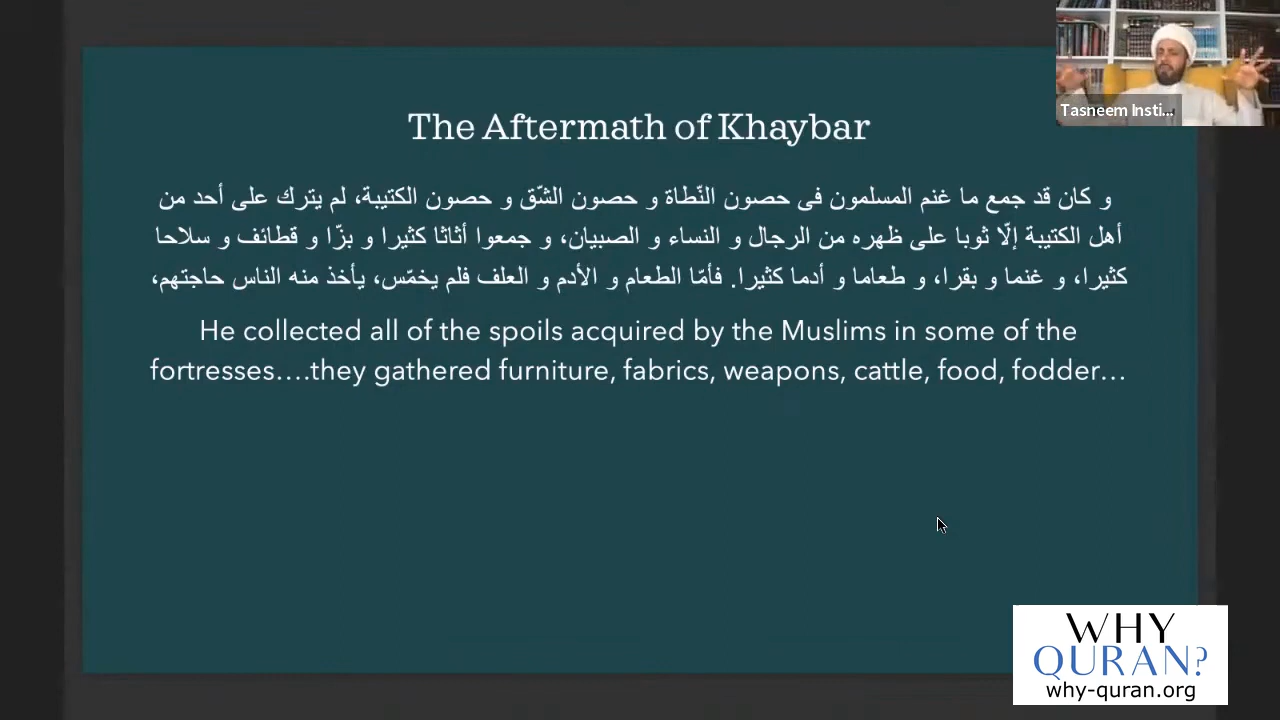 Tasneem Insti...
The Aftermath of Khaybar
و كان قد جمع ما غنم المسلمون فى حصون النّطاة و حصون الشّق و حصون الكتيبة، لم يترك على أحد من
أهل الكتيبة إلّا ثوبا على ظهره من الرجال و النساء و الصبيان، و جمعوا أثاثا كثيرا و بزّا و قطائف و سلاحا
كثيرا، و غنما و بقرا، و طعاما و أدما كثيرا. فأمّا الطعام و الأدم و العلف فلم يخمّس، يأخذ منه الناس حاجتهم،
He collected all of the spoils acquired by the Muslims in some of the
fortresses....they gathered furniture, fabrics, weapons, cattle, food, fodder...
WHY
QURAN?
why-quran.org